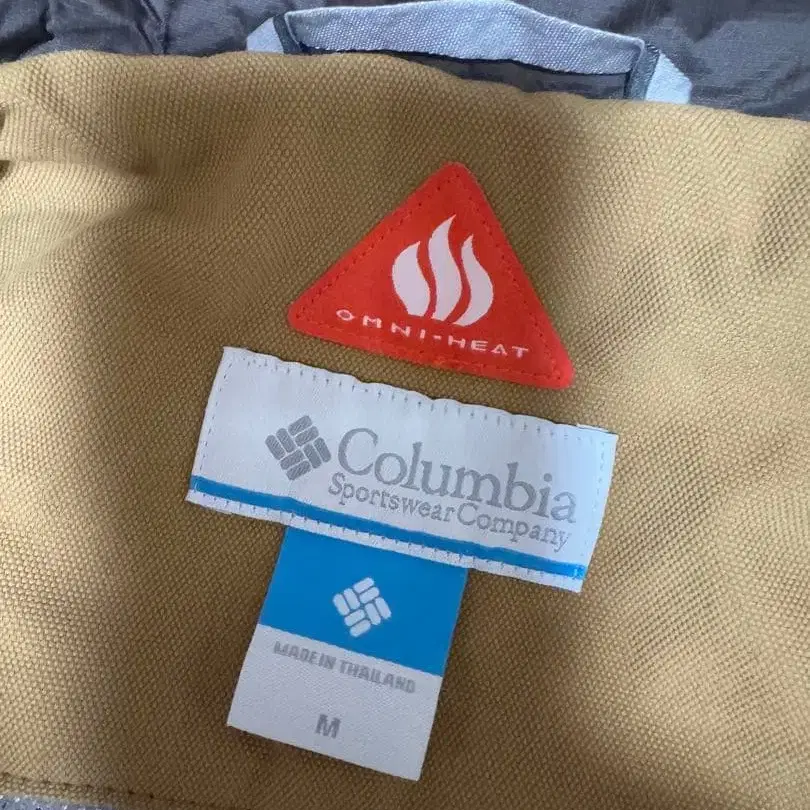 OMNI-HEAT
Columbia
Sportswear Company
MADE IN THAILAND
M